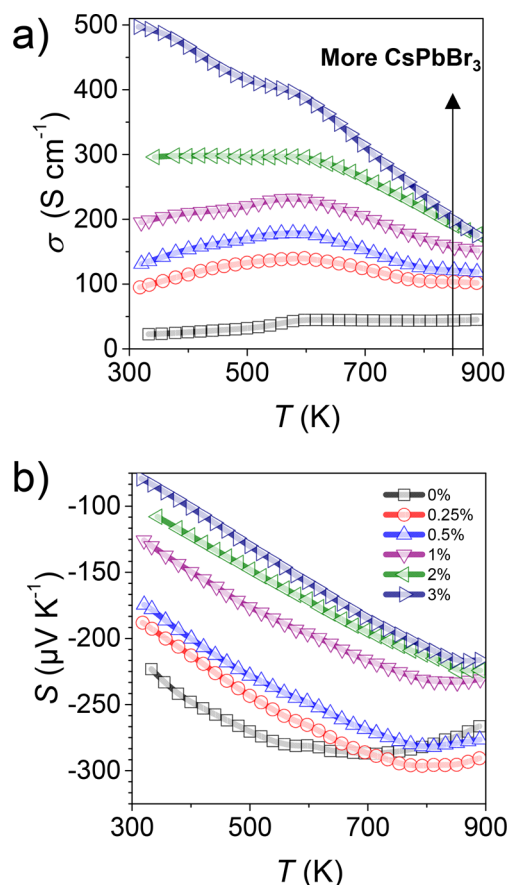 a)
500
400
300
200
100
0
σ (S cm⁻¹)
More CsPbBr₃
300 500 700 900
T (K)
b)
-100
-150
-200
-250
-300
S (µV K⁻¹)
0%
0.25%
0.5%
1%
2%
3%
300 500 700 900
T (K)